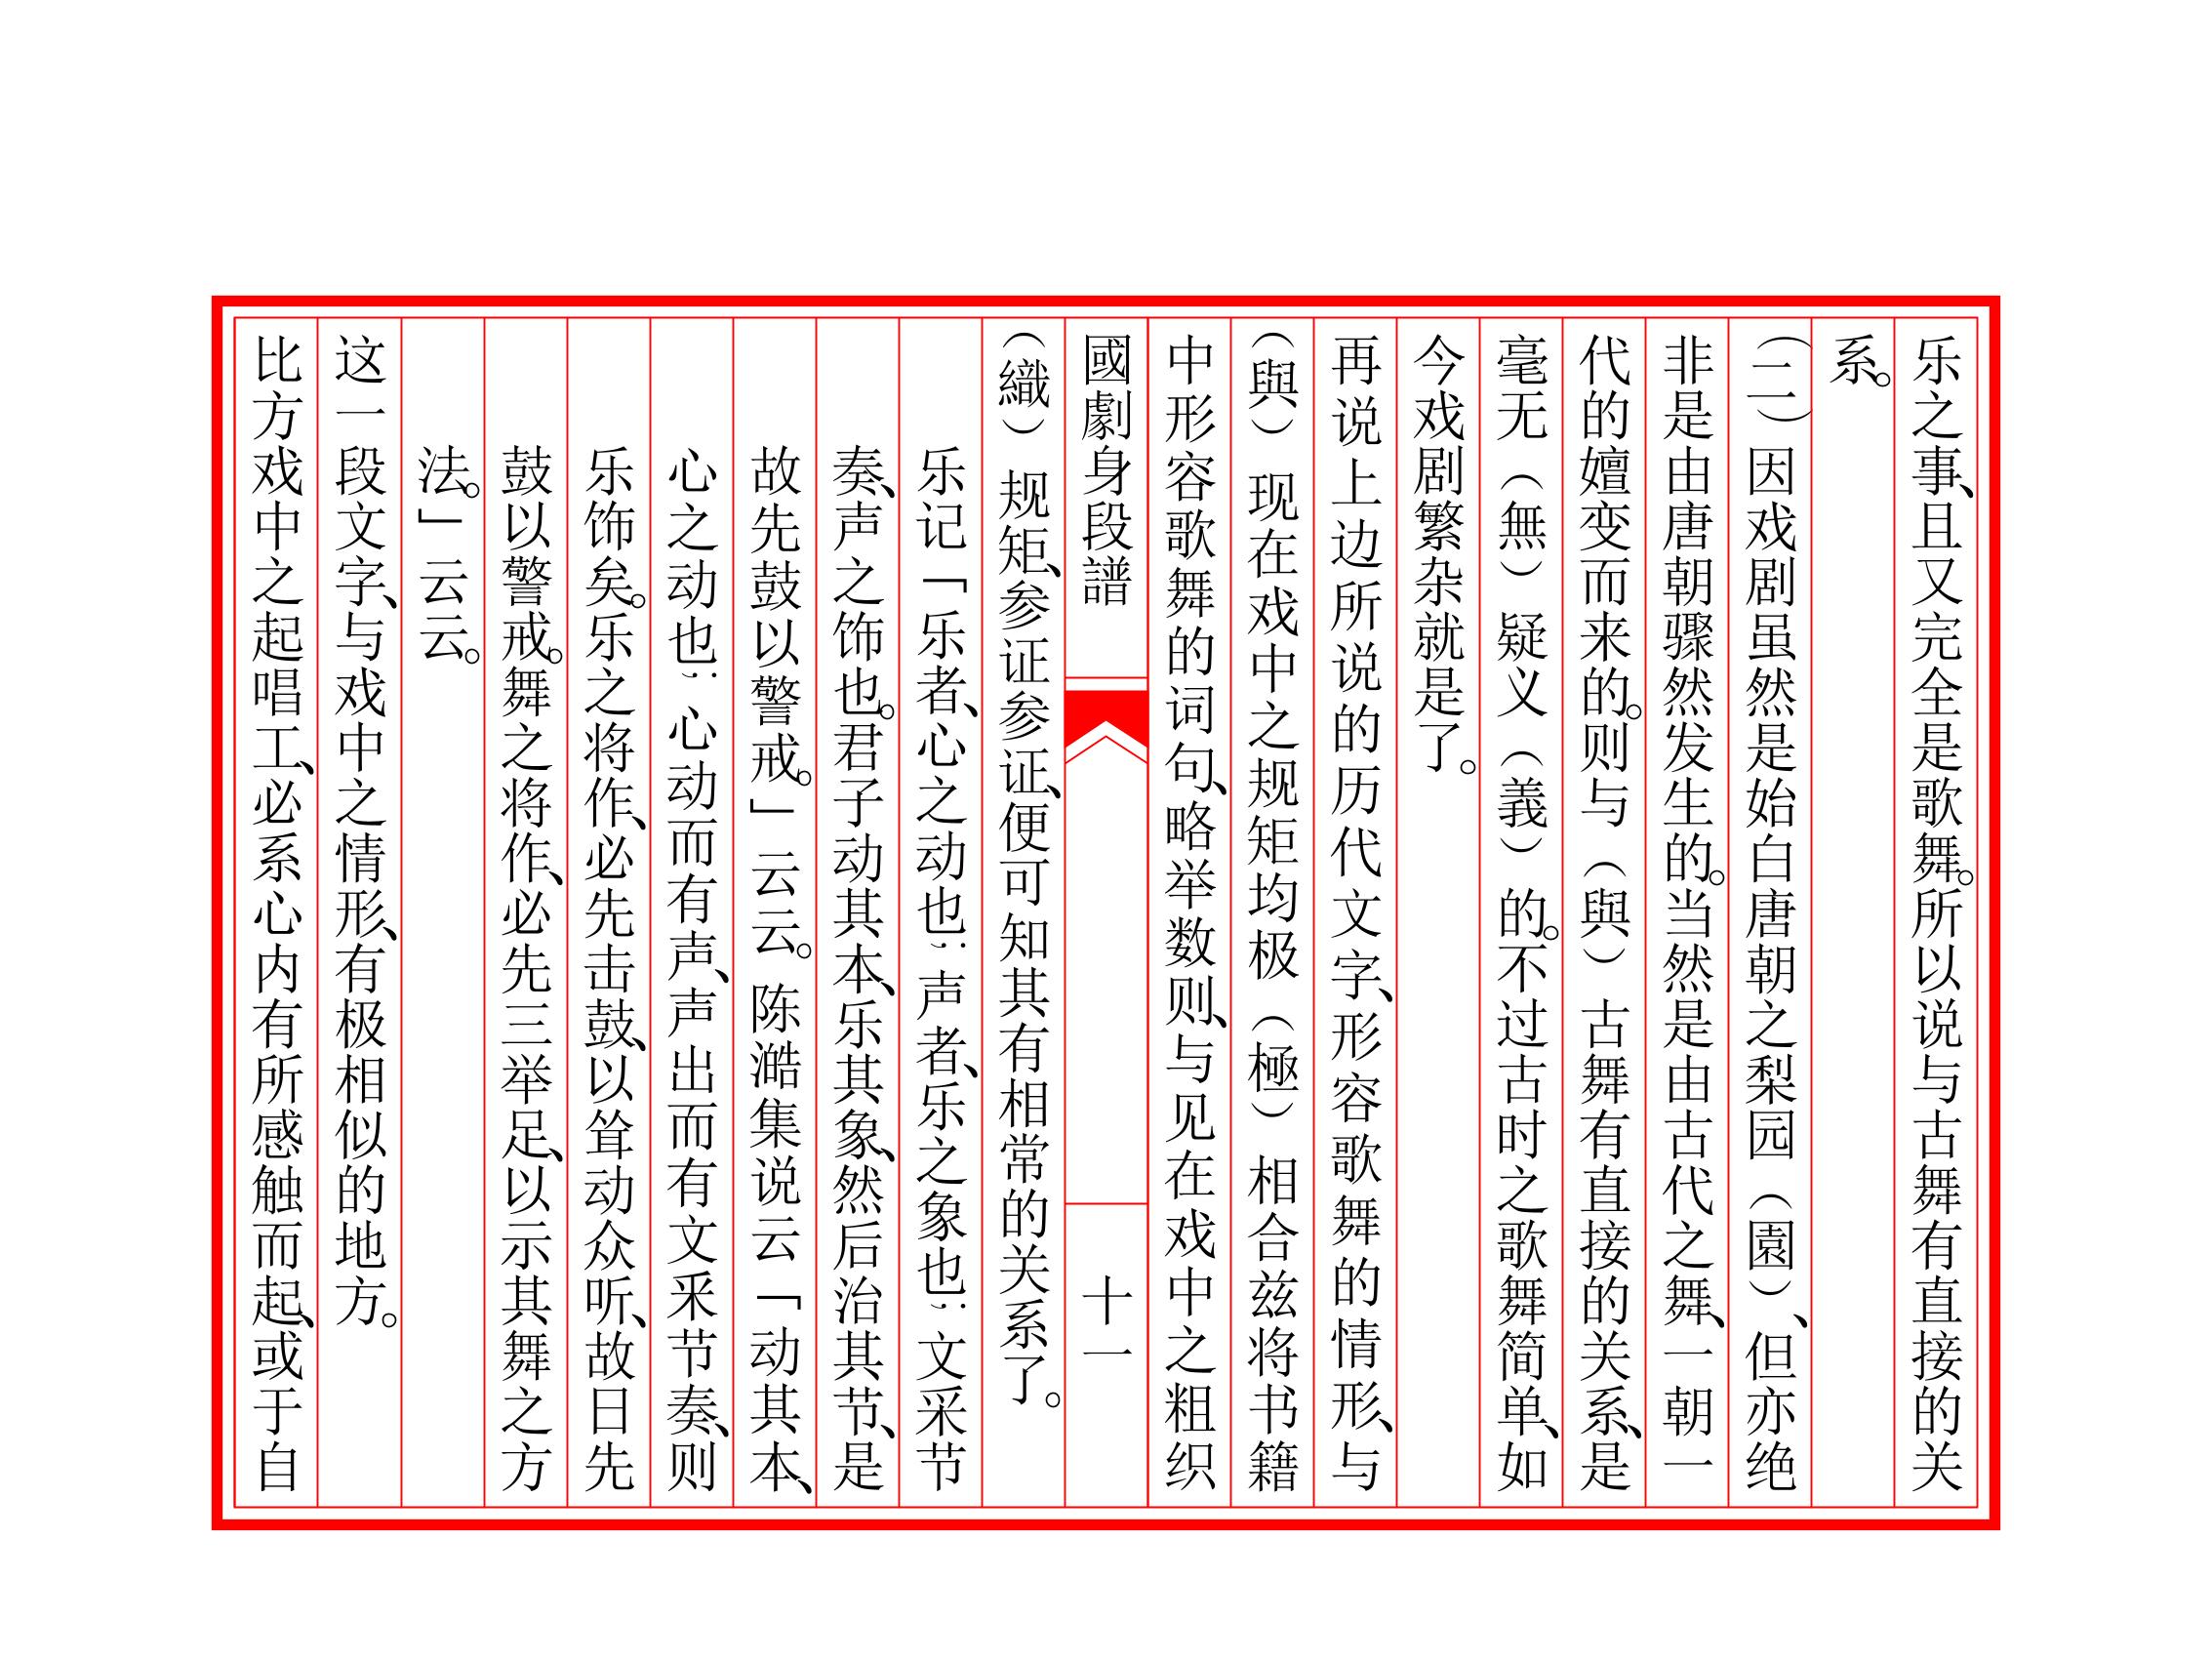 乐之事、且又完全是歌舞。所以说与古舞有直接的关
系。
（二）因戏剧虽然是始白唐朝之梨园（園）、但亦绝
非是由唐朝骤然发生的。当然是由古代之舞、一朝一
代的嬗变而来的。则与（與）古舞有直接的关系、是
毫无（無）疑义（義）的。不过古时之歌舞简单、如
今戏剧繁杂就是了。
再说上边所说的历代文字、形容歌舞的情形、与
（與）现在戏中之规矩均极（極）相合兹将书籍
中形容歌舞的词句、略举数则、与见在戏中之粗织
國劇身段譜
十一
（織）规矩、参证参证、便可知其有相常的关系了。
乐记「乐者、心之动也；声者、乐之象也；文采节
奏、声之饰也。君子动其本、乐其象、然后治其节、是
故先鼓以警戒。」云云。陈澔集说云「动其本、
心之动也；心动而有声、声出而有文釆节奏、则
乐饰矣。乐之将作、必先击鼓、以耸动众听、故日先
鼓以警戒。舞之将作、必先三举足、以示其舞之方
法。」云云。
这一段文字、与戏中之情形、有极相似的地方。
比方戏中之起唱工、必系心内有所感触而起、或于自